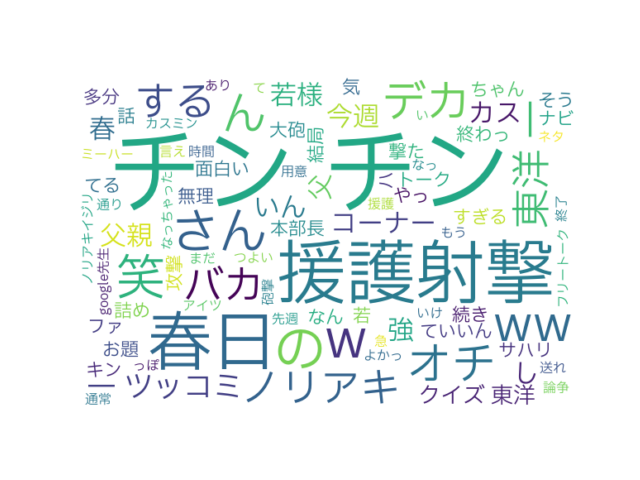 チンチン
援護射撃
春日
の
w
ww
さん
バカ
笑
する
ん
デカ
東洋
ー
オチ
ツッコミ
ノリアキ
ー
コーナー
いん
父親
父
今週
若様
カス
ちゃん
そう
ナビ
ネタ
い
終わっ
撃た
なっ
結局
大砲
気
て
あり
多分
春
話
カスミン
ミーハー
言え
時間
面白い
用意
無理
てる
通り
ノリアキイジリ
なっちゃった
google先生
攻撃
まだ
つよい
本部長
トーク
やっ
援護
すぎる
もう
終了
フリートーク
詰め
ファ
アイツ
砲撃
先週
なん
若
強
いけ
続き
ていいん
お題
キン
っぽ
急
よかっ
サハリ
し
送れ
論争
通常
クイズ
東洋